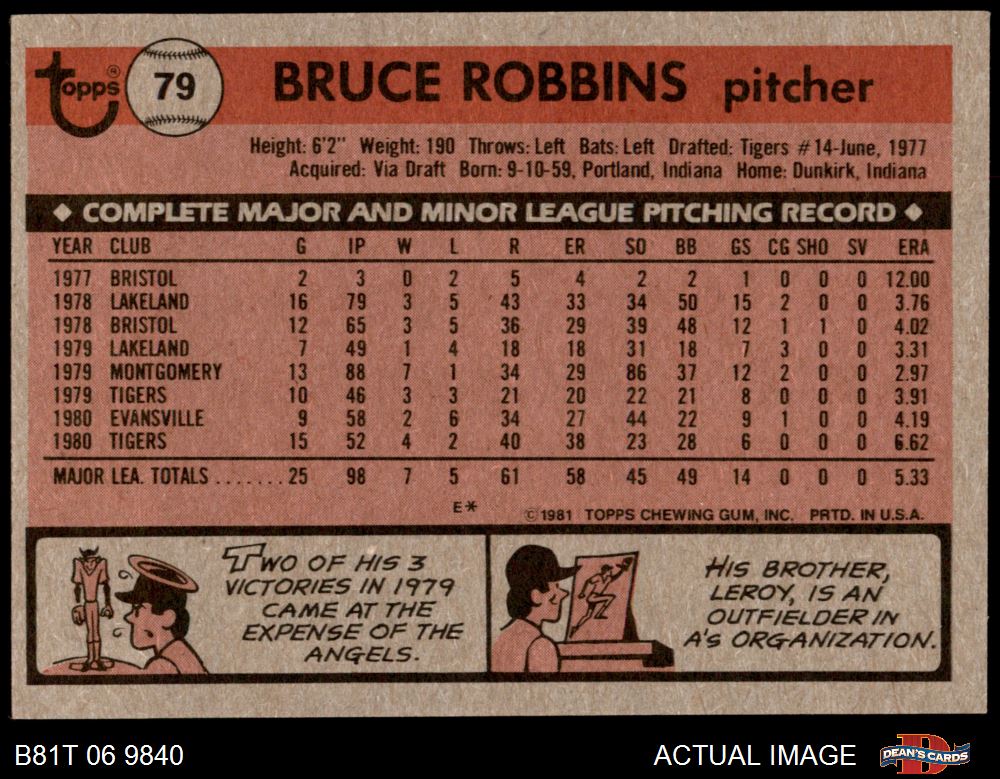 Topps® 79 BRUCE ROBBINS pitcher
Height: 6'2" Weight: 190 Throws: Left Bats: Left Drafted: Tigers #14-June, 1977
Acquired: Via Draft Born: 9-10-59, Portland, Indiana Home: Dunkirk, Indiana
◆ COMPLETE MAJOR AND MINOR LEAGUE PITCHING RECORD ◆
YEAR CLUB G IP W L R ER SO BB GS CG SHO SV ERA
1977 BRISTOL 2 3 0 2 5 4 2 2 1 0 0 0 12.00
1978 LAKELAND 16 79 3 5 43 33 34 50 15 2 0 0 3.76
1978 BRISTOL 12 65 3 5 36 29 39 48 12 1 1 0 4.02
1979 LAKELAND 7 49 1 4 18 18 31 18 7 3 0 0 3.31
1979 MONTGOMERY 13 88 7 1 34 29 86 37 12 2 0 0 2.97
1979 TIGERS 10 46 3 3 21 20 22 21 8 0 0 0 3.91
1980 EVANSVILLE 9 58 2 6 34 27 44 22 9 1 0 0 4.19
1980 TIGERS 15 52 4 2 40 38 23 28 6 0 0 0 6.62
MAJOR LEA. TOTALS ....... 25 98 7 5 61 58 45 49 14 0 0 0 5.33
E* ©1981 TOPPS CHEWING GUM, INC. PRTD. IN U.S.A.
TWO OF HIS 3
VICTORIES IN 1979
CAME AT THE
EXPENSE OF THE
ANGELS.
HIS BROTHER,
LEROY, IS AN
OUTFIELDER IN
A's ORGANIZATION.
B81T 06 9840 ACTUAL IMAGE D DEAN'S CARDS